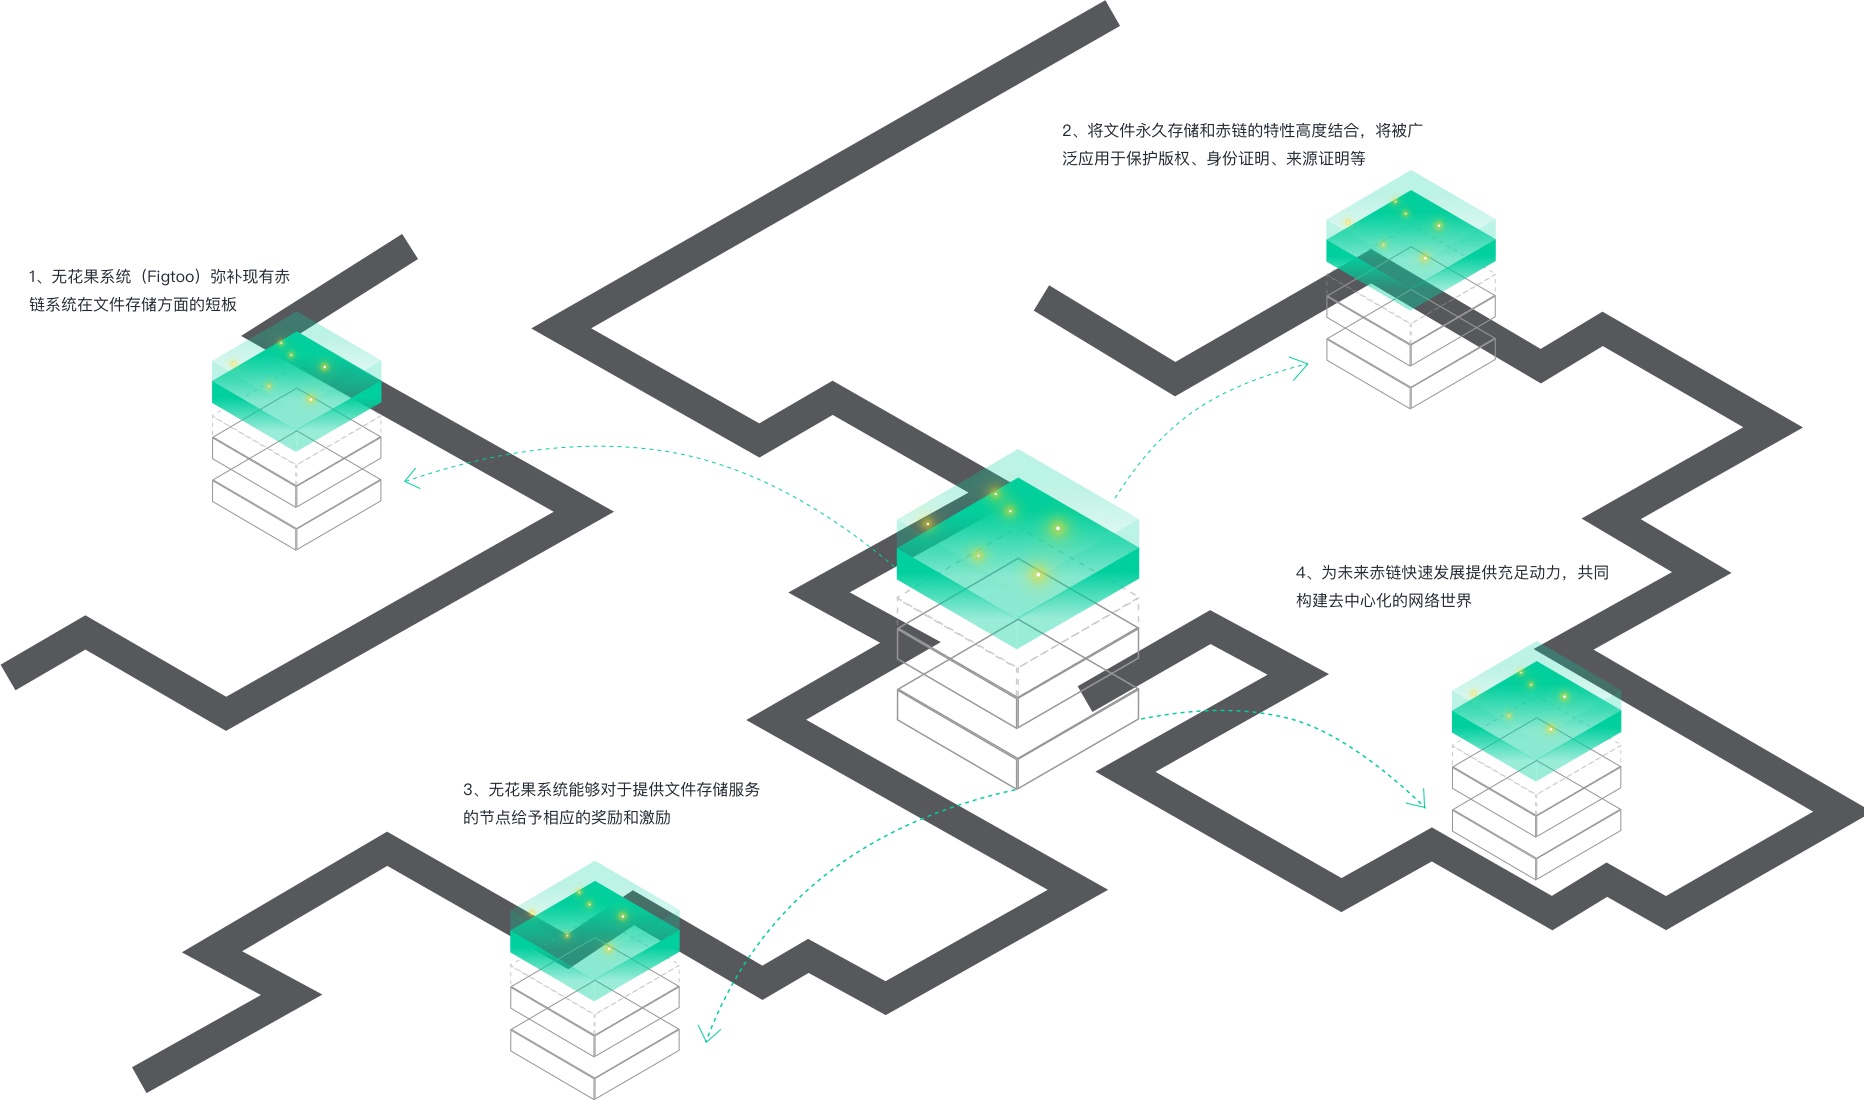 1、无花果系统（Figtoo）弥补现有赤
链系统在文件存储方面的短板
2、将文件永久存储和赤链的特性高度结合，将被广
泛应用于保护版权、身份证明、来源证明等
3、无花果系统能够对于提供文件存储服务
的节点给予相应的奖励和激励
4、为未来赤链快速发展提供充足动力，共同
构建去中心化的网络世界